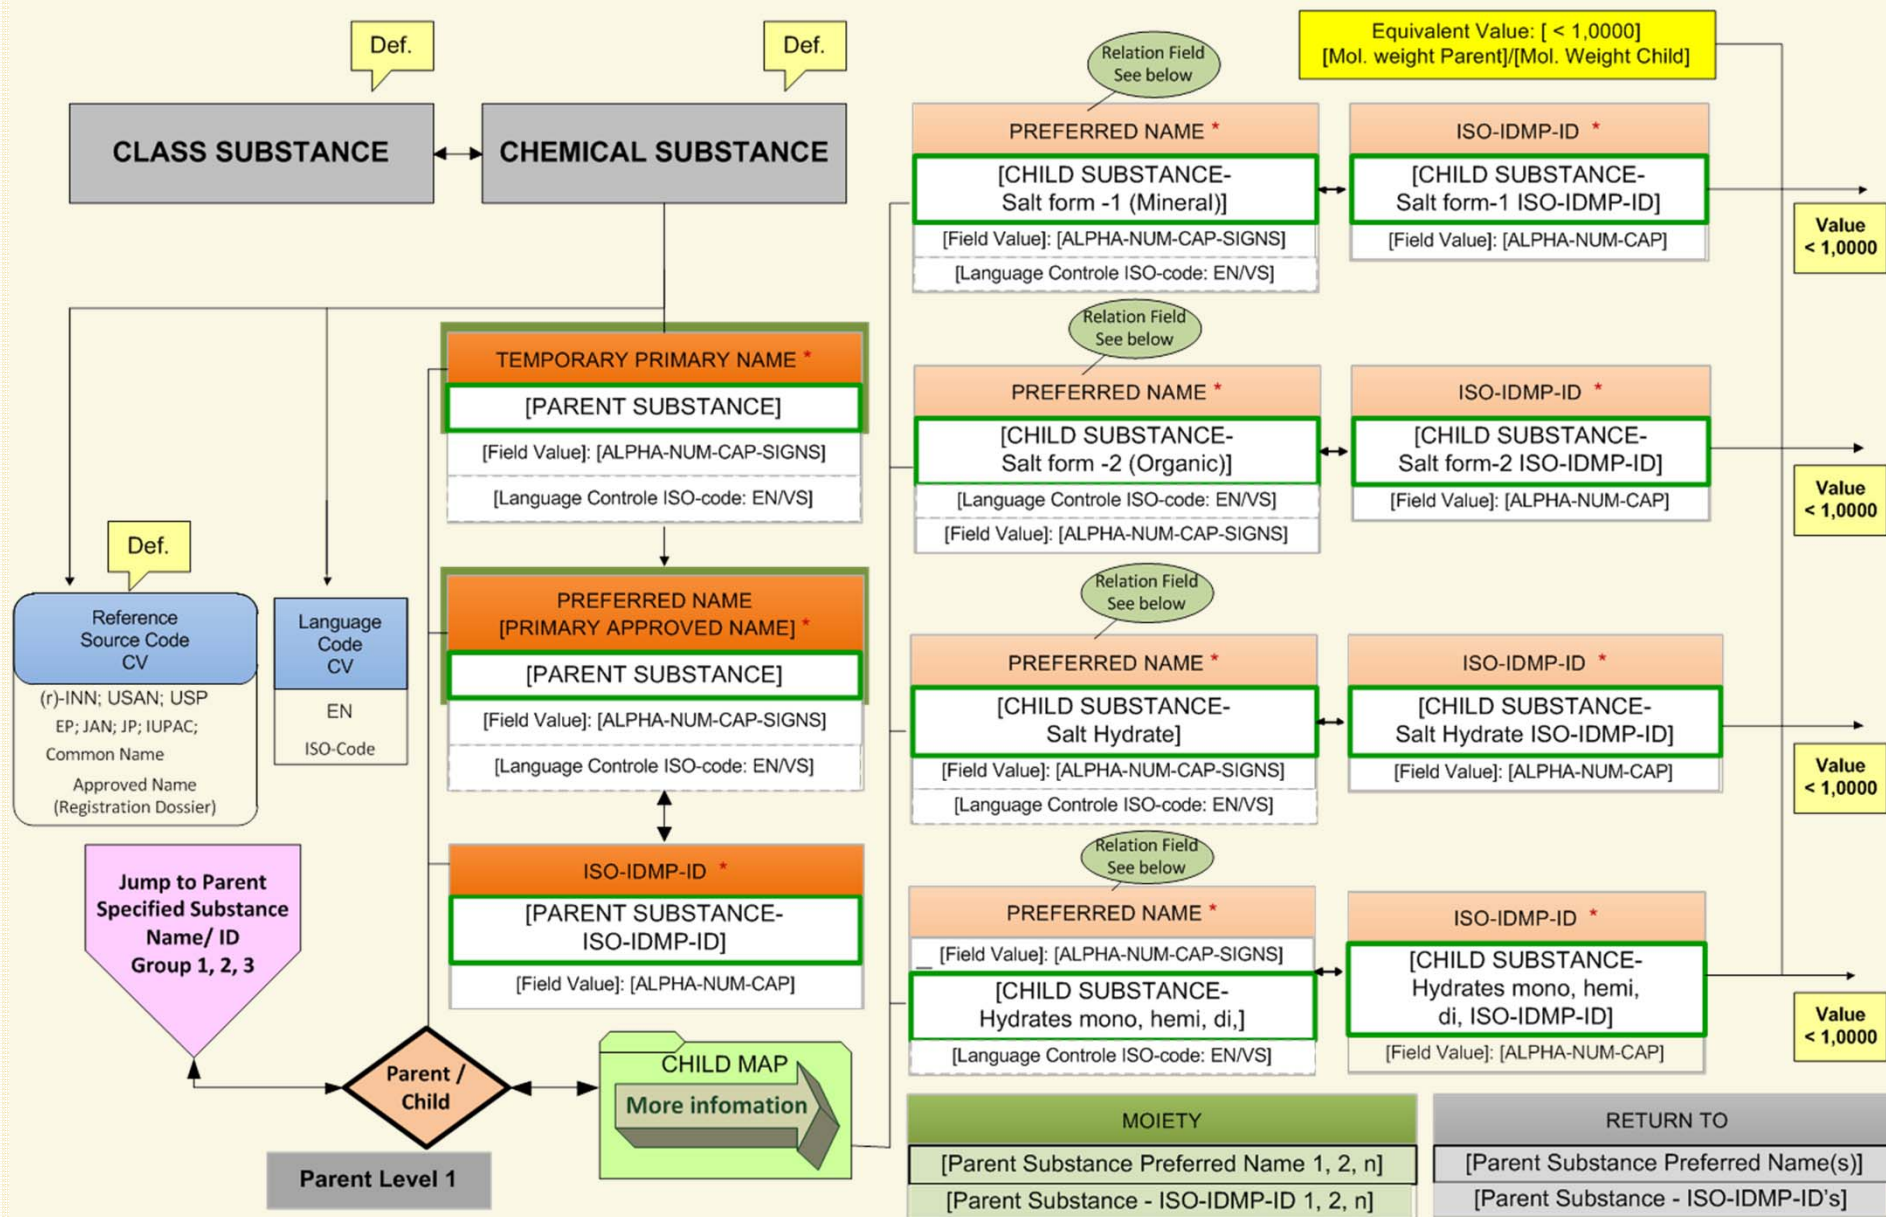 Def.
Def.
CLASS SUBSTANCE
CHEMICAL SUBSTANCE
Relation Field
See below
Equivalent Value: [ < 1,0000]
[Mol. weight Parent]/[Mol. Weight Child]
PREFERRED NAME *
[CHILD SUBSTANCE-
Salt form -1 (Mineral)]
[Field Value]: [ALPHA-NUM-CAP-SIGNS]
[Language Controle ISO-code: EN/VS]
ISO-IDMP-ID *
[CHILD SUBSTANCE-
Salt form-1 ISO-IDMP-ID]
[Field Value]: [ALPHA-NUM-CAP]
Value
< 1,0000
TEMPORARY PRIMARY NAME *
[PARENT SUBSTANCE]
[Field Value]: [ALPHA-NUM-CAP-SIGNS]
[Language Controle ISO-code: EN/VS]
Relation Field
See below
PREFERRED NAME *
[CHILD SUBSTANCE-
Salt form -2 (Organic)]
[Language Controle ISO-code: EN/VS]
[Field Value]: [ALPHA-NUM-CAP-SIGNS]
ISO-IDMP-ID *
[CHILD SUBSTANCE-
Salt form-2 ISO-IDMP-ID]
[Field Value]: [ALPHA-NUM-CAP]
Value
< 1,0000
Def.
Reference
Source Code
CV
(r)-INN; USAN; USP
EP; JAN; JP; IUPAC;
Common Name
Approved Name
(Registration Dossier)
Language
Code
CV
EN
ISO-Code
PREFERRED NAME
[PRIMARY APPROVED NAME] *
[PARENT SUBSTANCE]
[Field Value]: [ALPHA-NUM-CAP-SIGNS]
[Language Controle ISO-code: EN/VS]
Relation Field
See below
PREFERRED NAME *
[CHILD SUBSTANCE-
Salt Hydrate]
[Field Value]: [ALPHA-NUM-CAP-SIGNS]
[Language Controle ISO-code: EN/VS]
ISO-IDMP-ID *
[CHILD SUBSTANCE-
Salt Hydrate ISO-IDMP-ID]
[Field Value]: [ALPHA-NUM-CAP]
Value
< 1,0000
Jump to Parent
Specified Substance
Name/ ID
Group 1, 2, 3
ISO-IDMP-ID *
[PARENT SUBSTANCE-
ISO-IDMP-ID]
[Field Value]: [ALPHA-NUM-CAP]
Relation Field
See below
PREFERRED NAME *
[Field Value]: [ALPHA-NUM-CAP-SIGNS]
[CHILD SUBSTANCE-
Hydrates mono, hemi, di,]
[Language Controle ISO-code: EN/VS]
ISO-IDMP-ID *
[CHILD SUBSTANCE-
Hydrates mono, hemi,
di, ISO-IDMP-ID]
[Field Value]: [ALPHA-NUM-CAP]
Value
< 1,0000
Parent /
Child
CHILD MAP
More infomation
Parent Level 1
MOIETY
[Parent Substance Preferred Name 1, 2, n]
[Parent Substance - ISO-IDMP-ID 1, 2, n]
RETURN TO
[Parent Substance Preferred Name(s)]
[Parent Substance - ISO-IDMP-ID's]